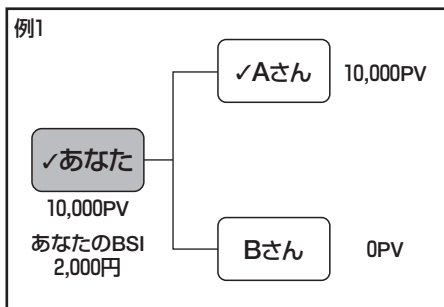 例1
✓Aさん 10,000PV
✓あなた
10,000PV
あなたのBSI
2,000円
Bさん 0PV